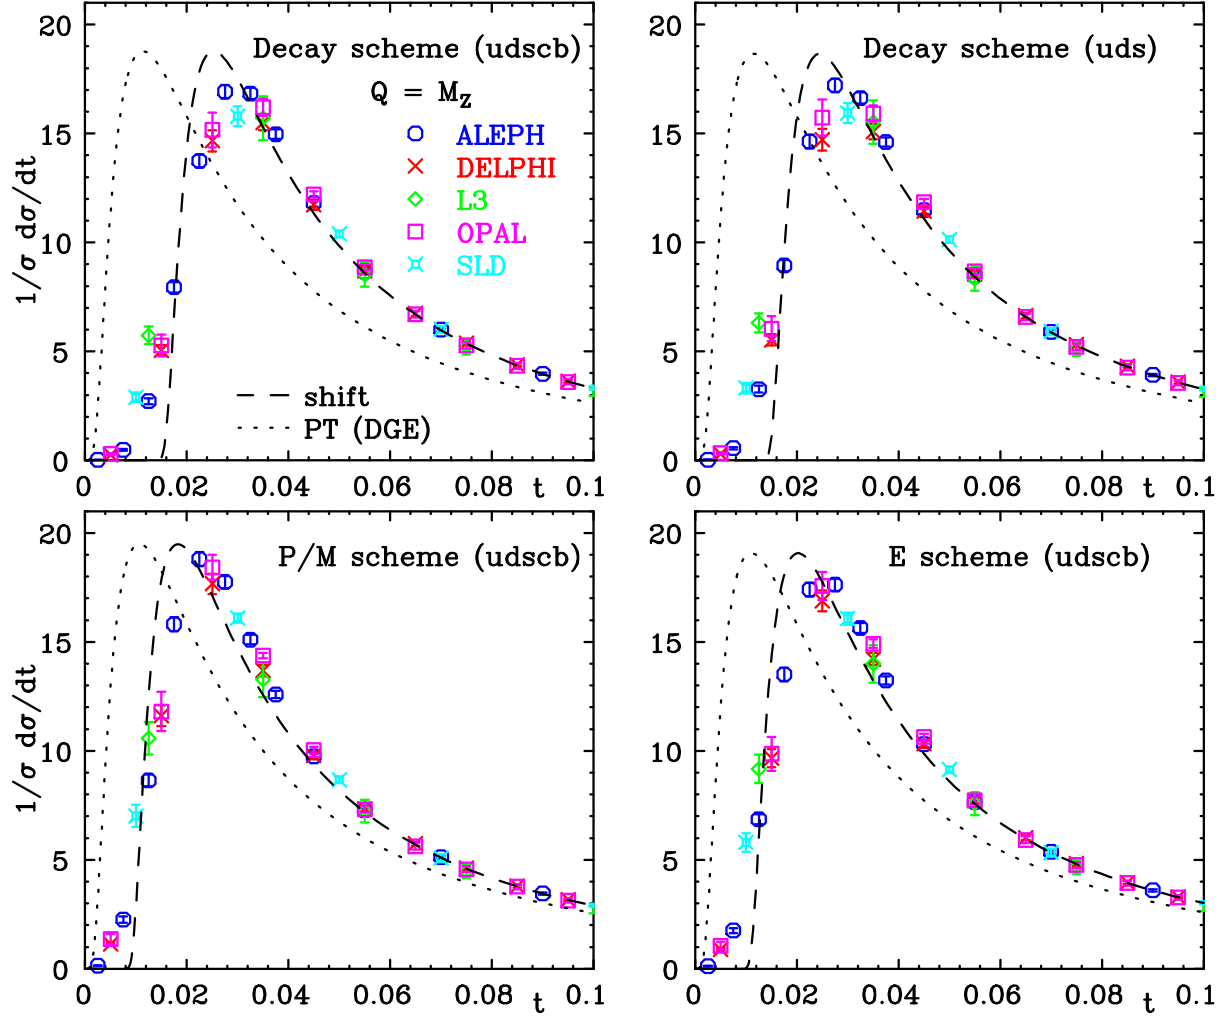 20
15
10
5
0
1/σ dσ/dt
Decay scheme (udscb)
Q = M_Z
ALEPH
DELPHI
L3
OPAL
SLD
shift
PT (DGE)
0 0.02 0.04 0.06 0.08 t 0.1
20
15
10
5
0
Decay scheme (uds)
0 0.02 0.04 0.06 0.08 t 0.1
20
15
10
5
0
1/σ dσ/dt
P/M scheme (udscb)
0 0.02 0.04 0.06 0.08 t 0.1
20
15
10
5
0
E scheme (udscb)
0 0.02 0.04 0.06 0.08 t 0.1